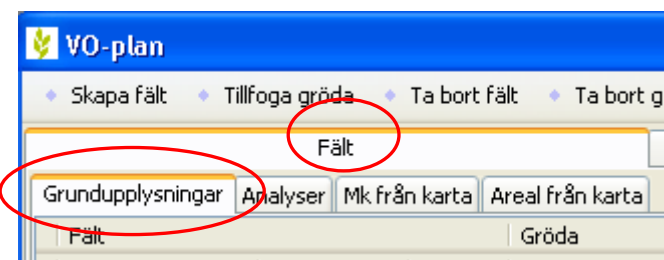 VO-plan
Skapa fält Tillfoga gröda Ta bort fält Ta bort g
Fält
Grundupplysningar Analyser Mk från karta Areal från karta
Fält Gröda